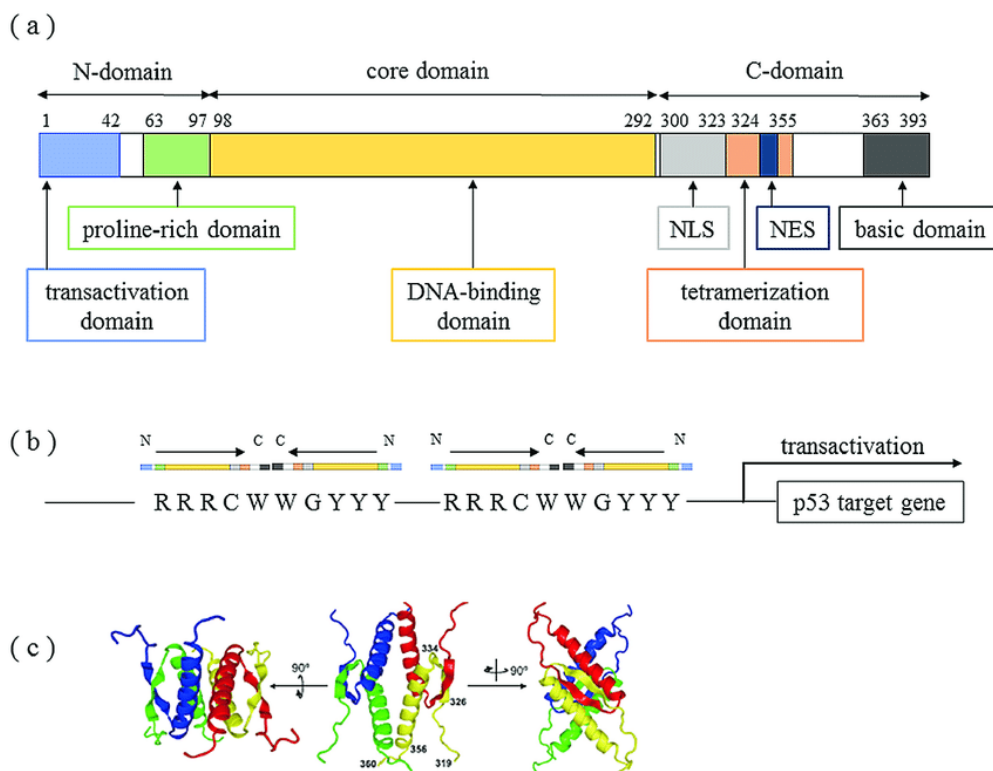 ( a )
N-domain core domain C-domain
1 42 63 97 98 292 300 323 324 355 363 393
proline-rich domain NLS NES basic domain
transactivation
domain
DNA-binding
domain
tetramerization
domain
( b )
N C C N N C C N
transactivation
R R R C W W G Y Y Y R R R C W W G Y Y Y
p53 target gene
( c )
90°
334
326
356
360
319
90°